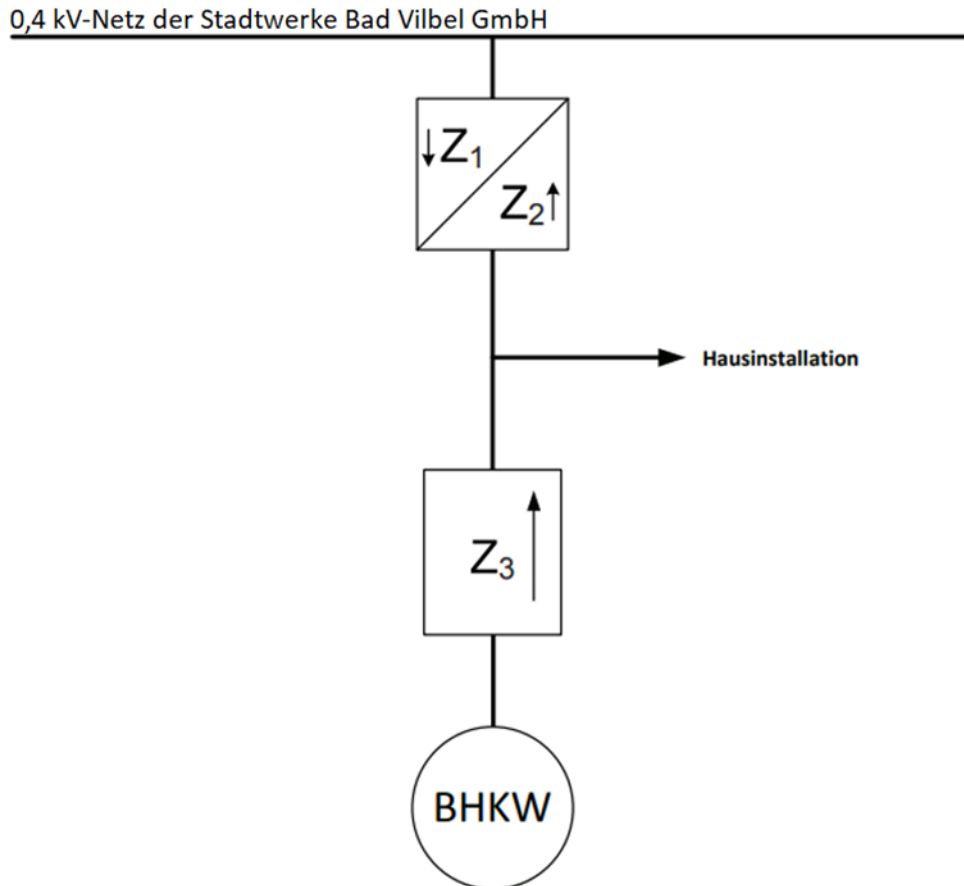 0,4 kV-Netz der Stadtwerke Bad Vilbel GmbH
↓Z₁
Z₂↑
Hausinstallation
Z₃
BHKW